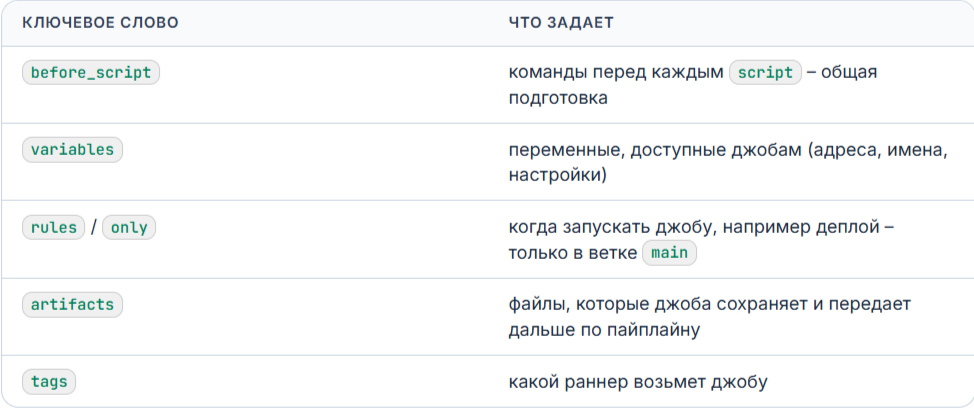 КЛЮЧЕВОЕ СЛОВО ЧТО ЗАДАЕТ
before_script команды перед каждым script – общая
подготовка
variables переменные, доступные джобам (адреса, имена,
настройки)
rules / only когда запускать джобу, например деплой –
только в ветке main
artifacts файлы, которые джоба сохраняет и передает
дальше по пайплайну
tags какой раннер возьмет джобу